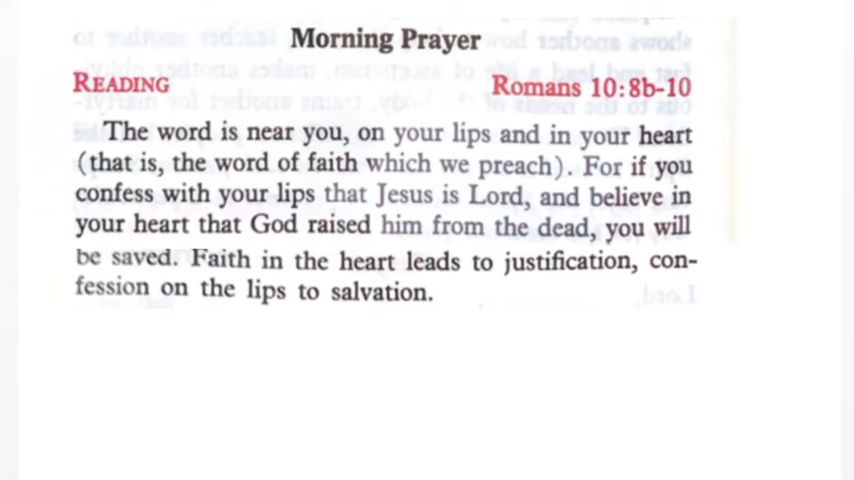 Morning Prayer
READING Romans 10:8b-10
The word is near you, on your lips and in your heart
(that is, the word of faith which we preach). For if you
confess with your lips that Jesus is Lord, and believe in
your heart that God raised him from the dead, you will
be saved. Faith in the heart leads to justification, con-
fession on the lips to salvation.